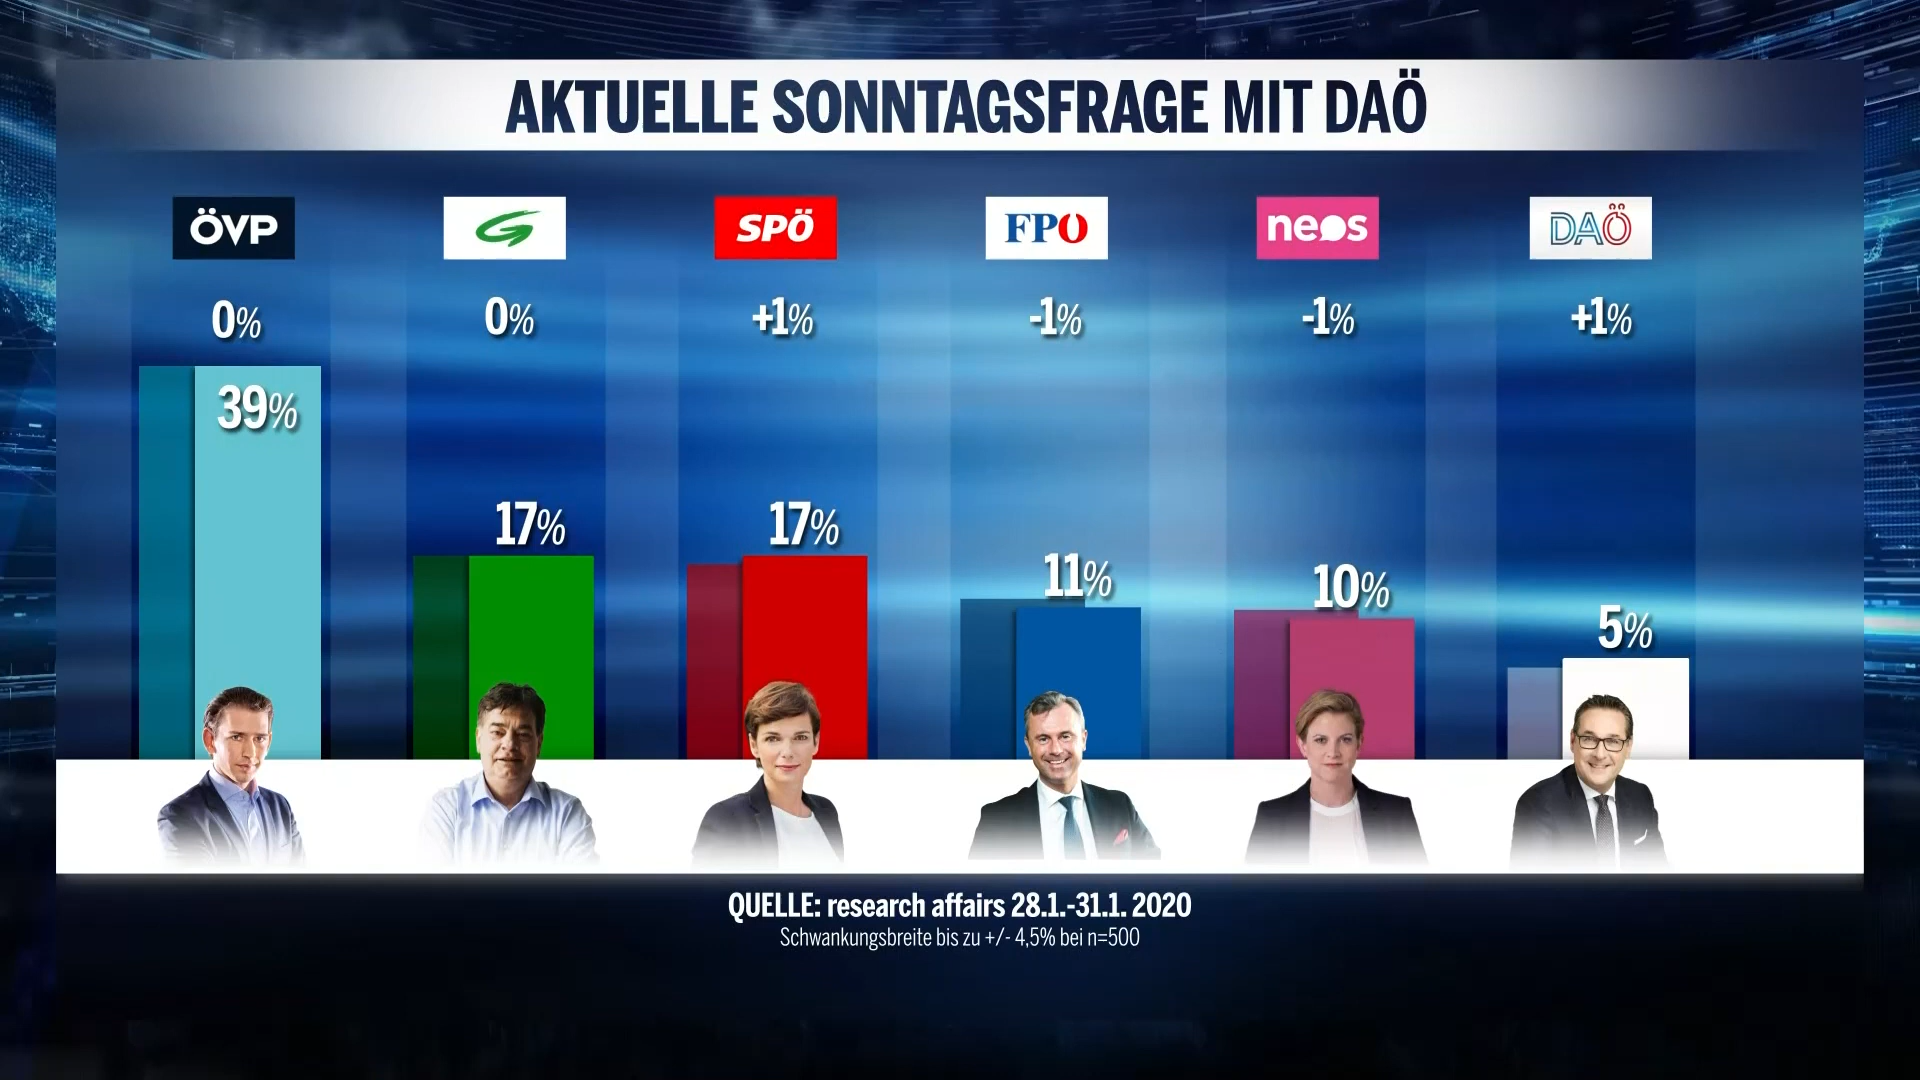 AKTUELLE SONNTAGSFRAGE MIT DAÖ
ÖVP SPÖ FPÖ neos DAÖ
0% 0% +1% -1% -1% +1%
39%
17% 17%
11% 10%
5%
QUELLE: research affairs 28.1.-31.1. 2020
Schwankungsbreite bis zu +/- 4,5% bei n=500